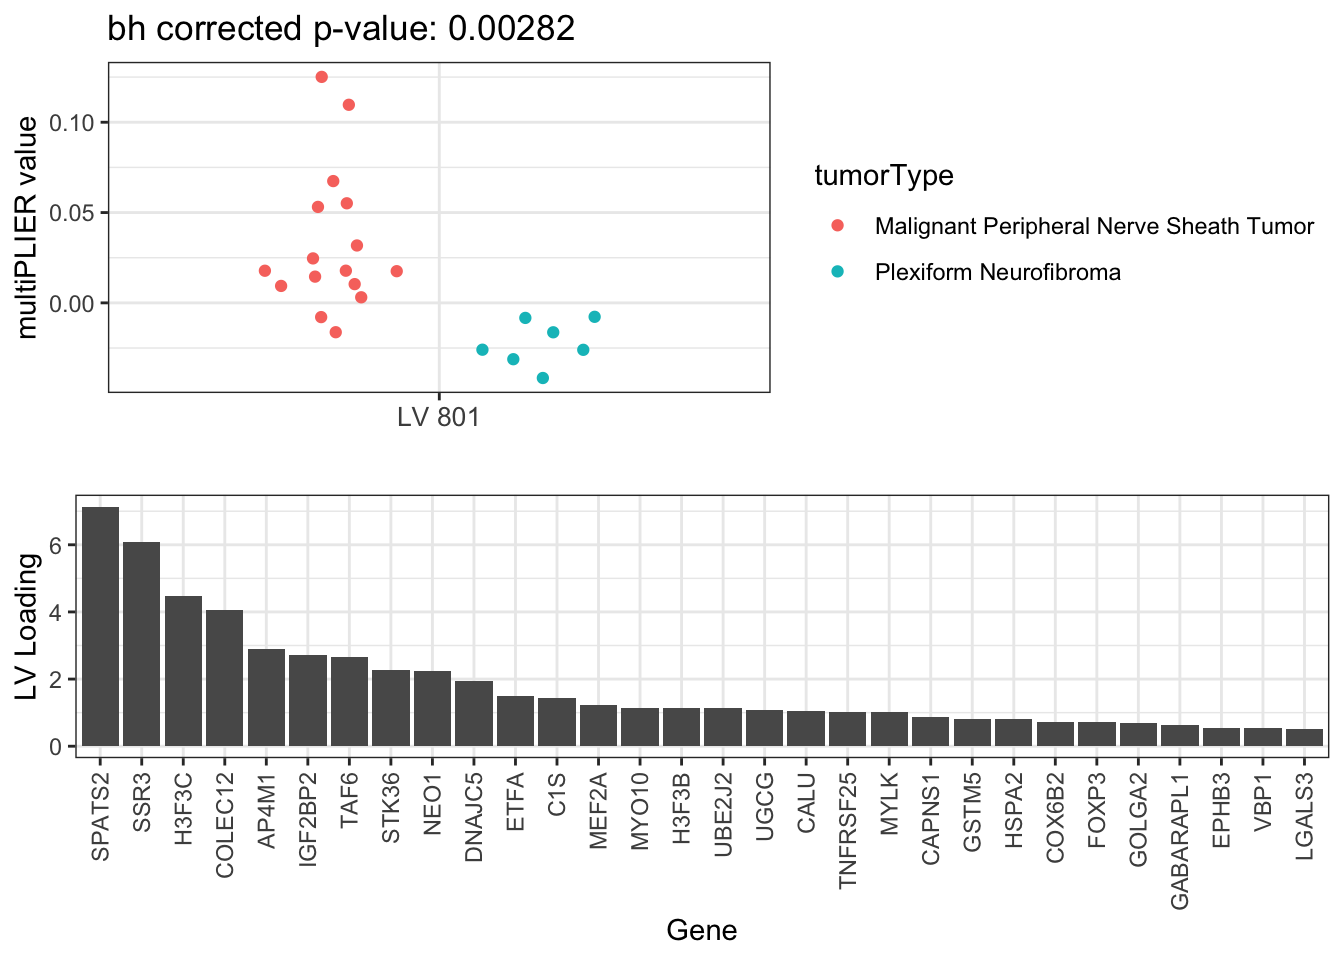 bh corrected p-value: 0.00282
multiPLIER value
0.10
0.05
0.00
LV 801
tumorType
Malignant Peripheral Nerve Sheath Tumor
Plexiform Neurofibroma
LV Loading
6
4
2
0
SPATS2
SSR3
H3F3C
COLEC12
AP4M1
IGF2BP2
TAF6
STK36
NEO1
DNAJC5
ETFA
C1S
MEF2A
MYO10
H3F3B
UBE2J2
UGCG
CALU
TNFRSF25
MYLK
CAPNS1
GSTM5
HSPA2
COX6B2
FOXP3
GOLGA2
GABARAPL1
EPHB3
VBP1
LGALS3
Gene